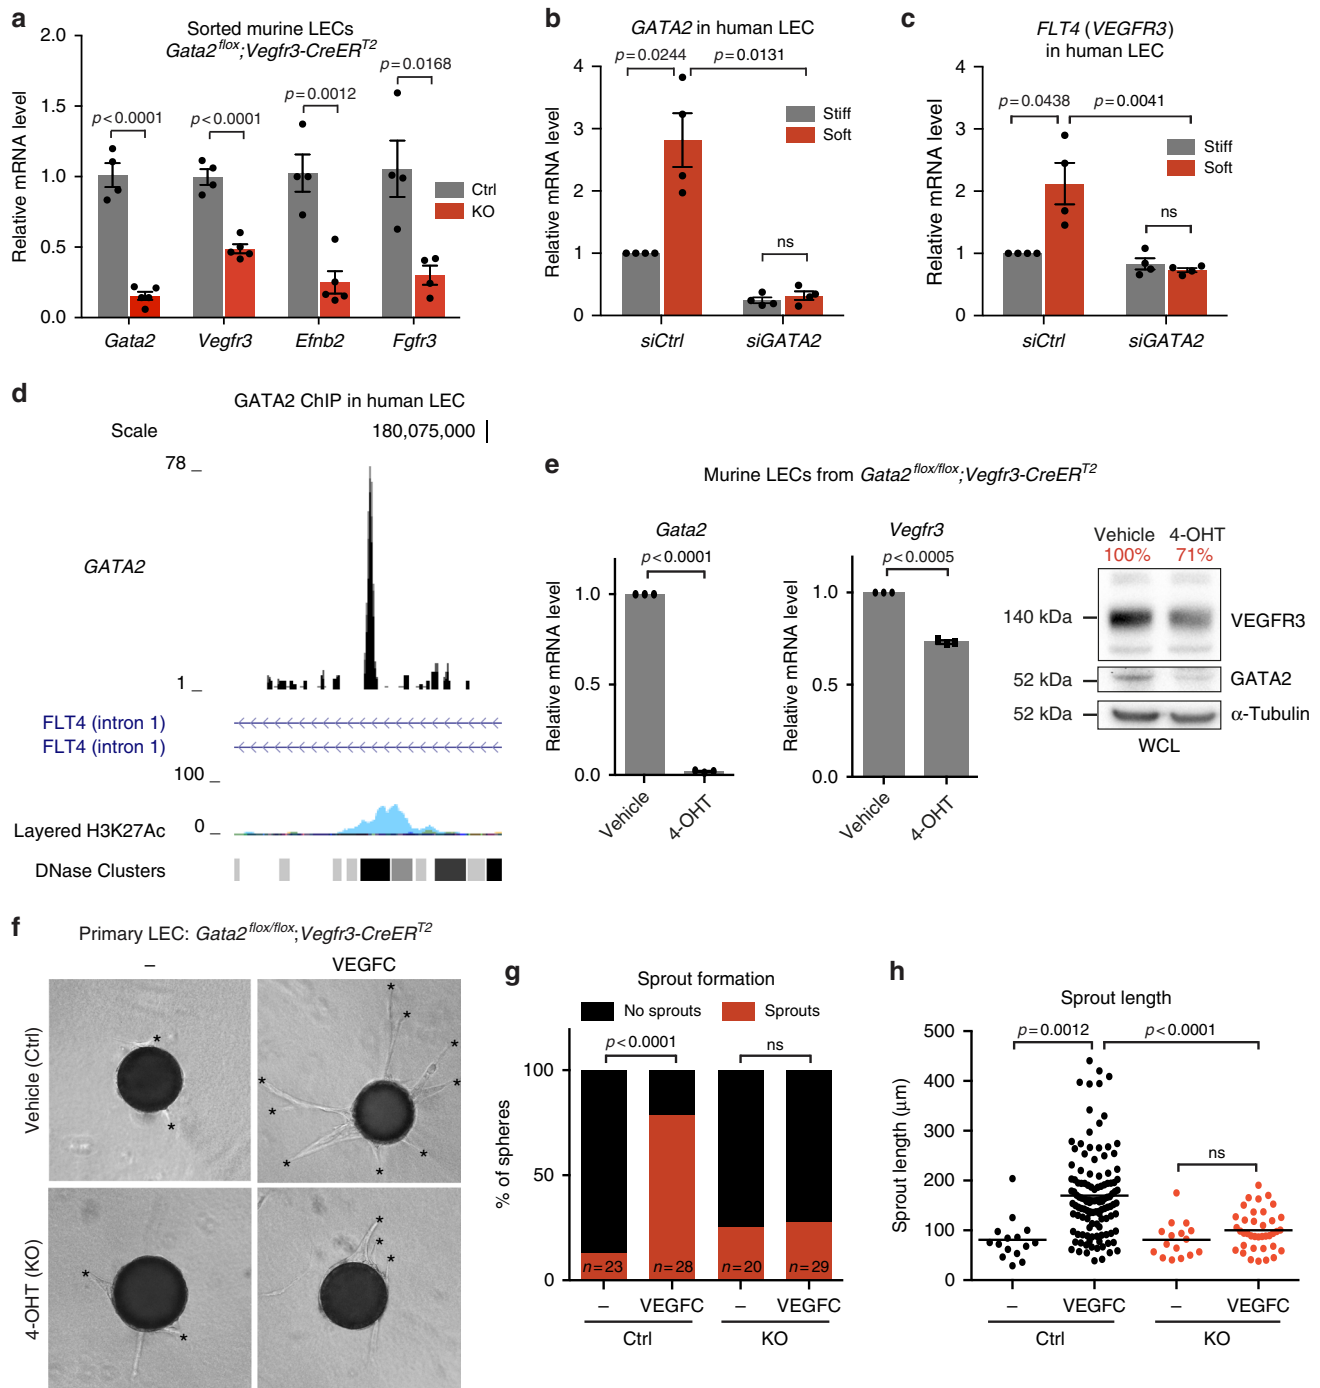 a
Sorted murine LECs
Gata2flox;Vegfr3-CreERT2
Relative mRNA level
2.0
1.5
1.0
0.5
0.0
p<0.0001
p<0.0001
p=0.0012
p=0.0168
Ctrl
KO
Gata2
Vegfr3
Efnb2
Fgfr3
b
GATA2 in human LEC
Relative mRNA level
4
3
2
1
0
p=0.0244
p=0.0131
Stiff
Soft
ns
siCtrl
siGATA2
c
FLT4 (VEGFR3)
in human LEC
Relative mRNA level
4
3
2
1
0
p=0.0438
p=0.0041
Stiff
Soft
ns
siCtrl
siGATA2
d
GATA2 ChIP in human LEC
Scale
180,075,000
78
GATA2
1
FLT4 (intron 1)
FLT4 (intron 1)
100
0
Layered H3K27Ac
DNase Clusters
e
Murine LECs from Gata2flox/flox;Vegfr3-CreERT2
Gata2
p<0.0001
Relative mRNA level
1.0
0.5
0.0
Vehicle
4-OHT
Vegfr3
p<0.0005
Relative mRNA level
1.0
0.5
0.0
Vehicle
4-OHT
Vehicle 4-OHT
100% 71%
140 kDa
VEGFR3
52 kDa
GATA2
52 kDa
α-Tubulin
WCL
f
Primary LEC: Gata2flox/flox;Vegfr3-CreERT2
–
VEGFC
Vehicle (Ctrl)
4-OHT (KO)
g
Sprout formation
No sprouts
Sprouts
p<0.0001
ns
% of spheres
100
50
0
n=23
n=28
n=20
n=29
–
VEGFC
–
VEGFC
Ctrl
KO
h
Sprout length
p=0.0012
p<0.0001
ns
Sprout length (μm)
500
400
300
200
100
0
–
VEGFC
–
VEGFC
Ctrl
KO